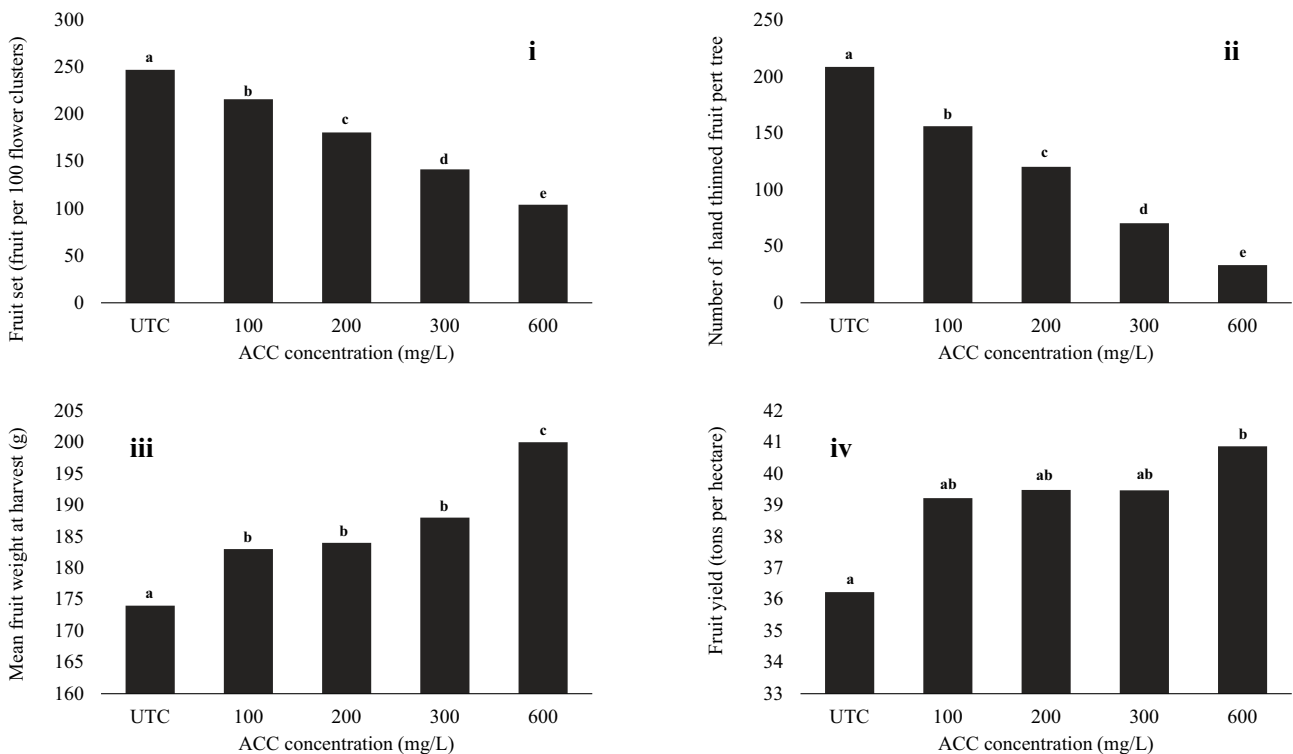 Fruit set (fruit per 100 flower clusters)
300
250
200
150
100
50
0
a
b
c
d
e
i
UTC 100 200 300 600
ACC concentration (mg/L)
Number of hand thinned fruit pert tree
250
200
150
100
50
0
a
b
c
d
e
ii
UTC 100 200 300 600
ACC concentration (mg/L)
Mean fruit weight at harvest (g)
205
200
195
190
185
180
175
170
165
160
iii
a
b
b
b
c
UTC 100 200 300 600
ACC concentration (mg/L)
Fruit yield (tons per hectare)
42
41
40
39
38
37
36
35
34
33
iv
a
ab
ab
ab
b
UTC 100 200 300 600
ACC concentration (mg/L)